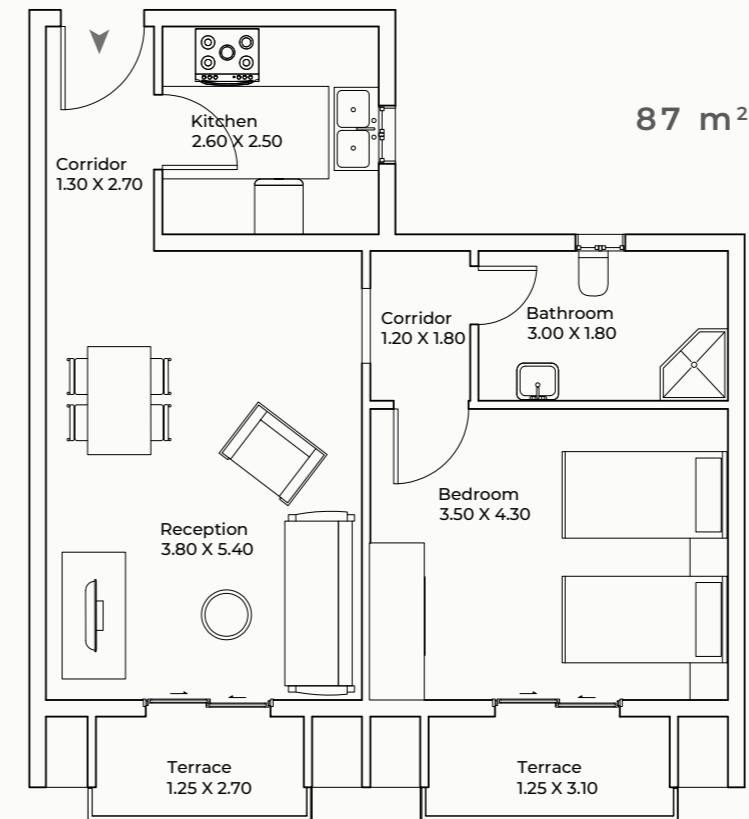 87 m²
Kitchen
2.60 X 2.50
Corridor
1.30 X 2.70
Corridor
1.20 X 1.80
Bathroom
3.00 X 1.80
Bedroom
3.50 X 4.30
Reception
3.80 X 5.40
Terrace
1.25 X 2.70
Terrace
1.25 X 3.10